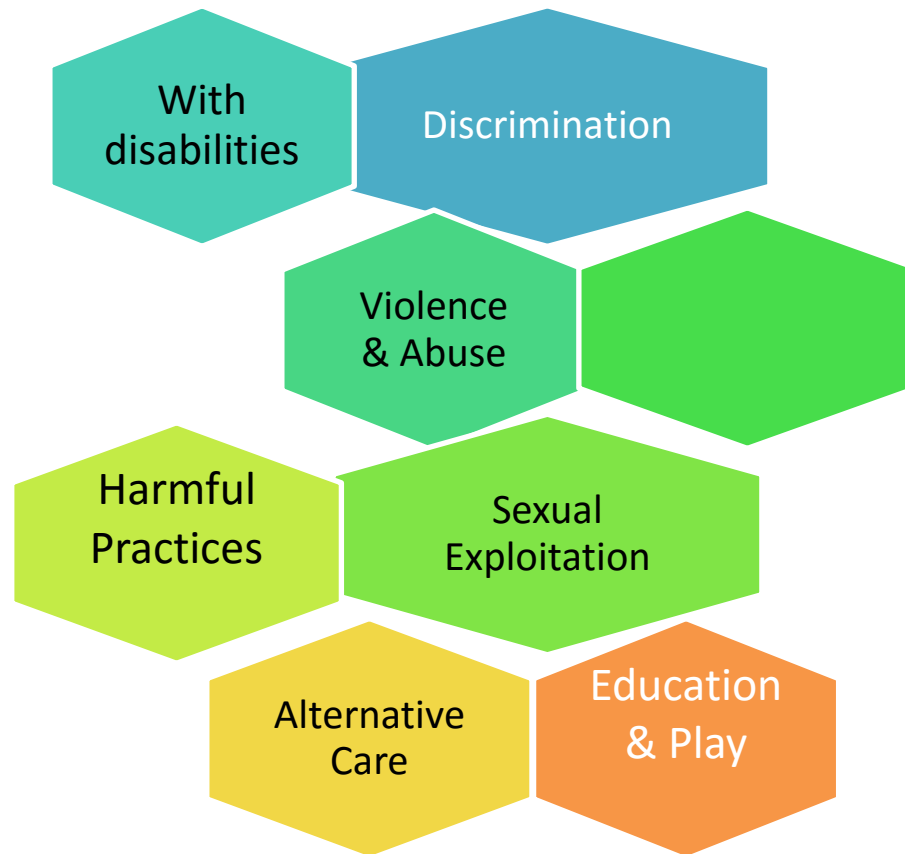 With
disabilities
Discrimination
Violence
& Abuse
Harmful
Practices
Sexual
Exploitation
Alternative
Care
Education
& Play